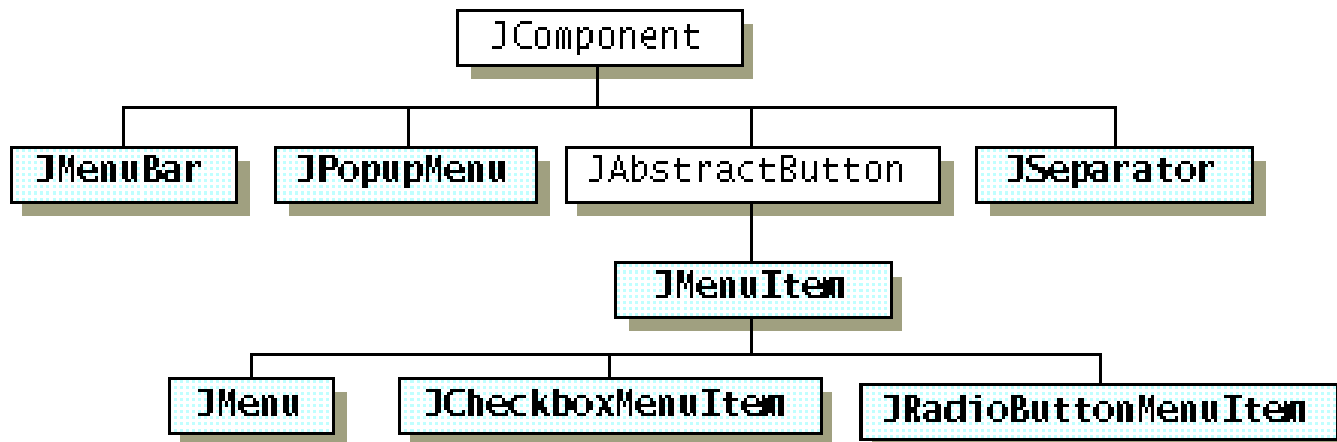 JComponent
JMenuBar
JPopupMenu
JAbstractButton
JSeparator
JMenuItem
JMenu
JCheckboxMenuItem
JRadioButtonMenuItem